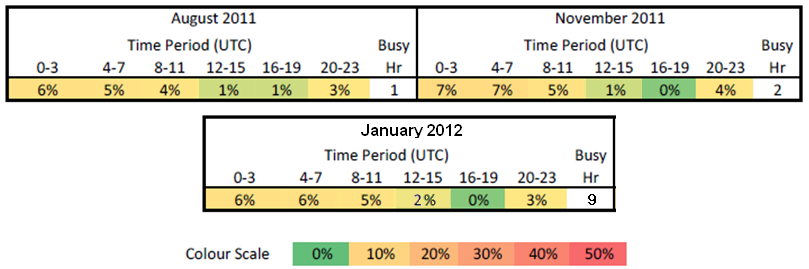 August 2011 November 2011
Time Period (UTC) Busy Time Period (UTC) Busy
0-3 4-7 8-11 12-15 16-19 20-23 Hr 0-3 4-7 8-11 12-15 16-19 20-23 Hr
6% 5% 4% 1% 1% 3% 1 7% 7% 5% 1% 0% 4% 2
January 2012
Time Period (UTC) Busy
0-3 4-7 8-11 12-15 16-19 20-23 Hr
6% 6% 5% 2% 0% 3% 9
Colour Scale 0% 10% 20% 30% 40% 50%